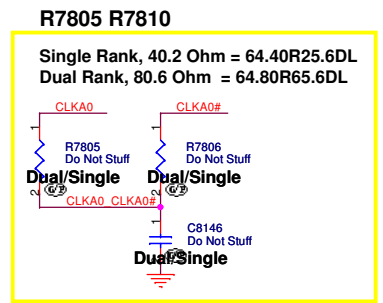 R7805 R7810
Single Rank, 40.2 Ohm = 64.40R25.6DL
Dual Rank, 80.6 Ohm = 64.80R65.6DL
CLKA0
CLKA0#
1
1
R7805
Do Not Stuff
R7806
Do Not Stuff
Dual/Single
Dual/Single
2
2
CLKA0_CLKA0#
1
C8146
Do Not Stuff
Dual/Single